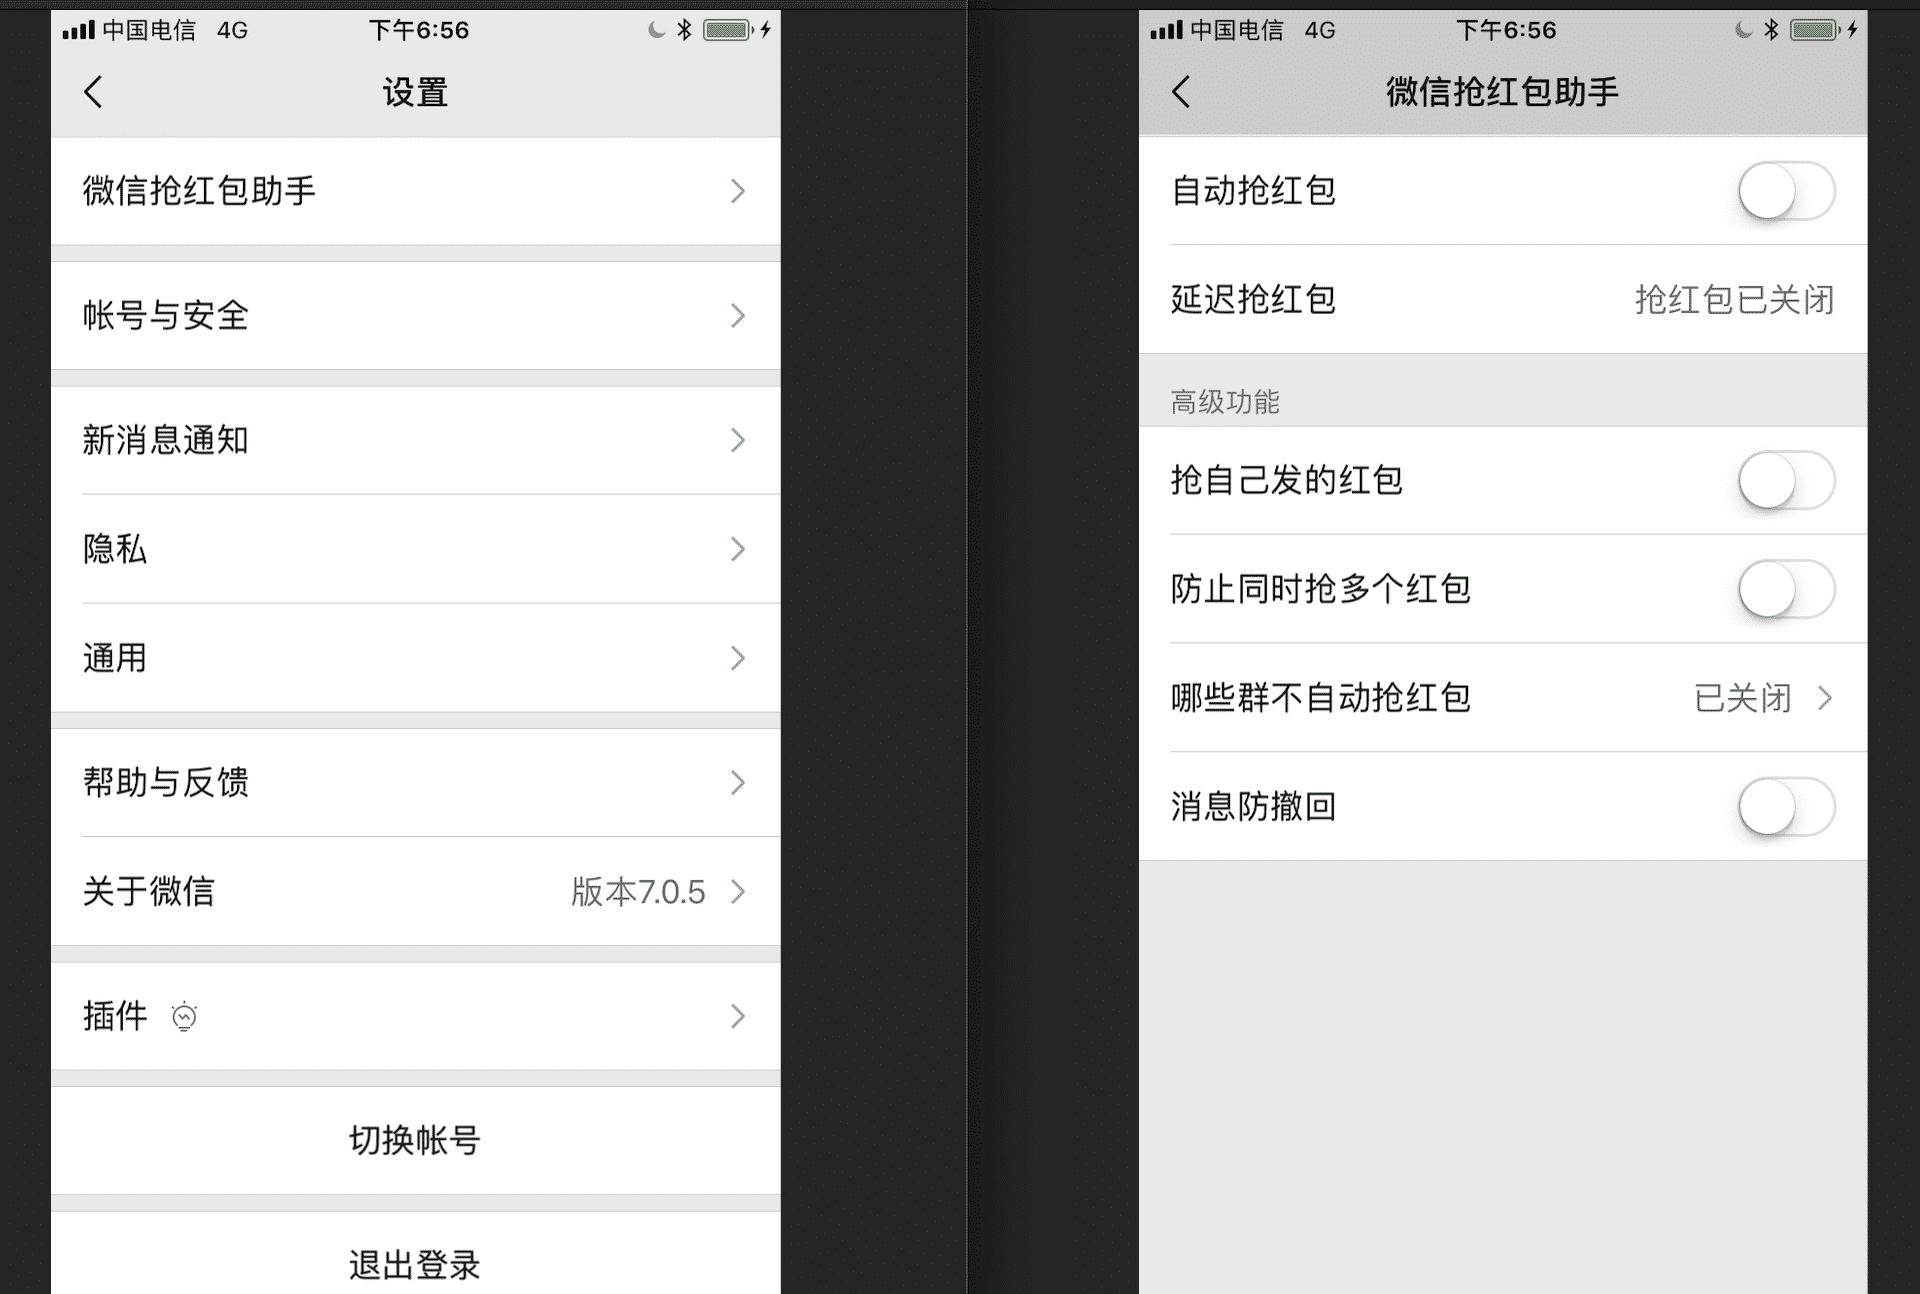 中国电信 4G 下午6:56
设置
微信抢红包助手
帐号与安全
新消息通知
隐私
通用
帮助与反馈
关于微信 版本7.0.5
插件
切换帐号
退出登录
中国电信 4G 下午6:56
微信抢红包助手
自动抢红包
延迟抢红包 抢红包已关闭
高级功能
抢自己发的红包
防止同时抢多个红包
哪些群不自动抢红包 已关闭
消息防撤回